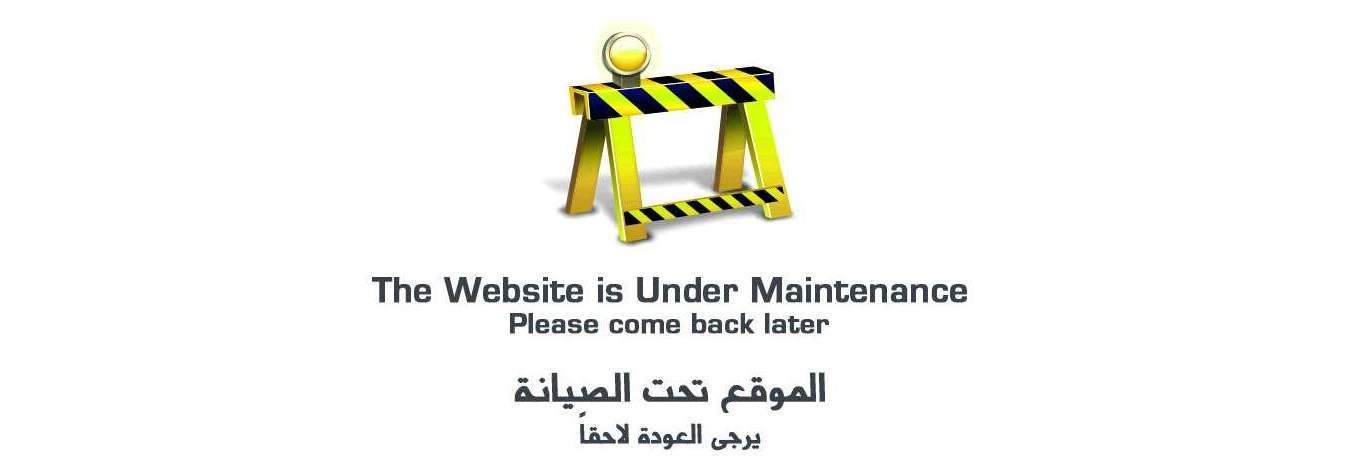 The Website is Under Maintenance
Please come back later
الموقع تحت الصيانة
يرجى العودة لاحقاً